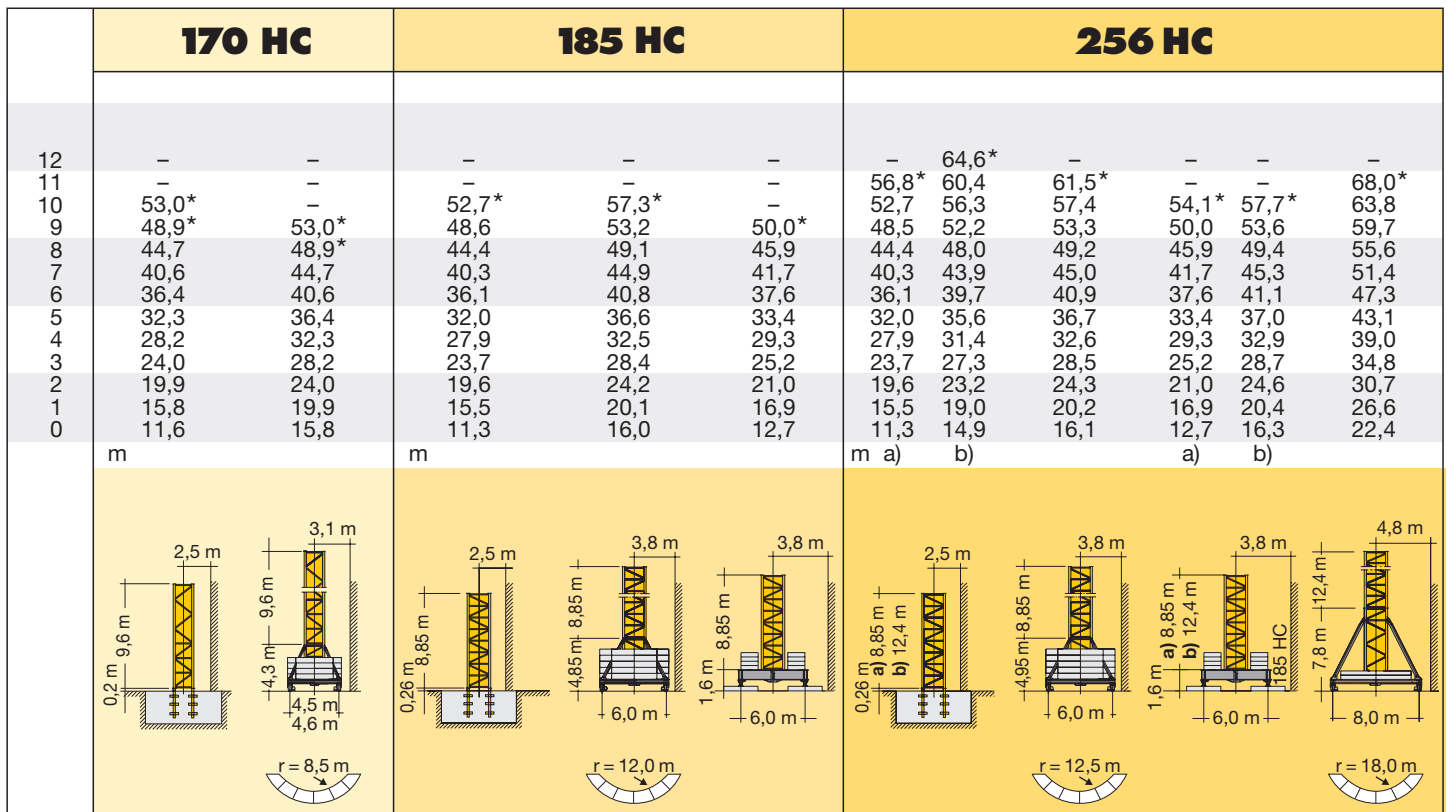 170 HC 185 HC 256 HC
12 – – – – – – 64,6* – – – –
11 – – – – – 56,8* 60,4 61,5* – – 68,0*
10 53,0* – 52,7* 57,3* – 52,7 56,3 57,4 54,1* 57,7* 63,8
9 48,9* 53,0* 48,6 53,2 50,0* 48,5 52,2 53,3 50,0 53,6 59,7
8 44,7 48,9* 44,4 49,1 45,9 44,4 48,0 49,2 45,9 49,4 55,6
7 40,6 44,7 40,3 44,9 41,7 40,3 43,9 45,0 41,7 45,3 51,4
6 36,4 40,6 36,1 40,8 37,6 36,1 39,7 40,9 37,6 41,1 47,3
5 32,3 36,4 32,0 36,6 33,4 32,0 35,6 36,7 33,4 37,0 43,1
4 28,2 32,3 27,9 32,5 29,3 27,9 31,4 32,6 29,3 32,9 39,0
3 24,0 28,2 23,7 28,4 25,2 23,7 27,3 28,5 25,2 28,7 34,8
2 19,9 24,0 19,6 24,2 21,0 19,6 23,2 24,3 21,0 24,6 30,7
1 15,8 19,9 15,5 20,1 16,9 15,5 19,0 20,2 16,9 20,4 26,6
0 11,6 15,8 11,3 16,0 12,7 11,3 14,9 16,1 12,7 16,3 22,4
m m m a) b) a) b)
2,5 m
9,6 m
0,2 m
3,1 m
9,6 m
4,3 m
4,5 m
4,6 m
r = 8,5 m
2,5 m
8,85 m
0,26 m
3,8 m
8,85 m
4,85 m
6,0 m
r = 12,0 m
3,8 m
8,85 m
1,6 m
6,0 m
2,5 m
a) 8,85 m
b) 12,4 m
0,26 m
3,8 m
8,85 m
4,95 m
6,0 m
r = 12,5 m
3,8 m
a) 8,85 m
b) 12,4 m
1,6 m
185 HC
6,0 m
4,8 m
12,4 m
7,8 m
8,0 m
r = 18,0 m